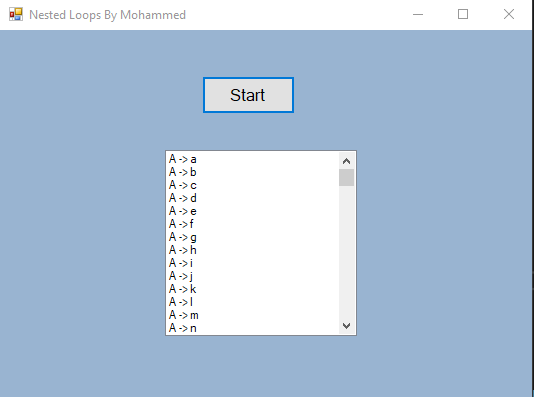 Nested Loops By Mohammed
Start
A -> a
A -> b
A -> c
A -> d
A -> e
A -> f
A -> g
A -> h
A -> i
A -> j
A -> k
A -> l
A -> m
A -> n